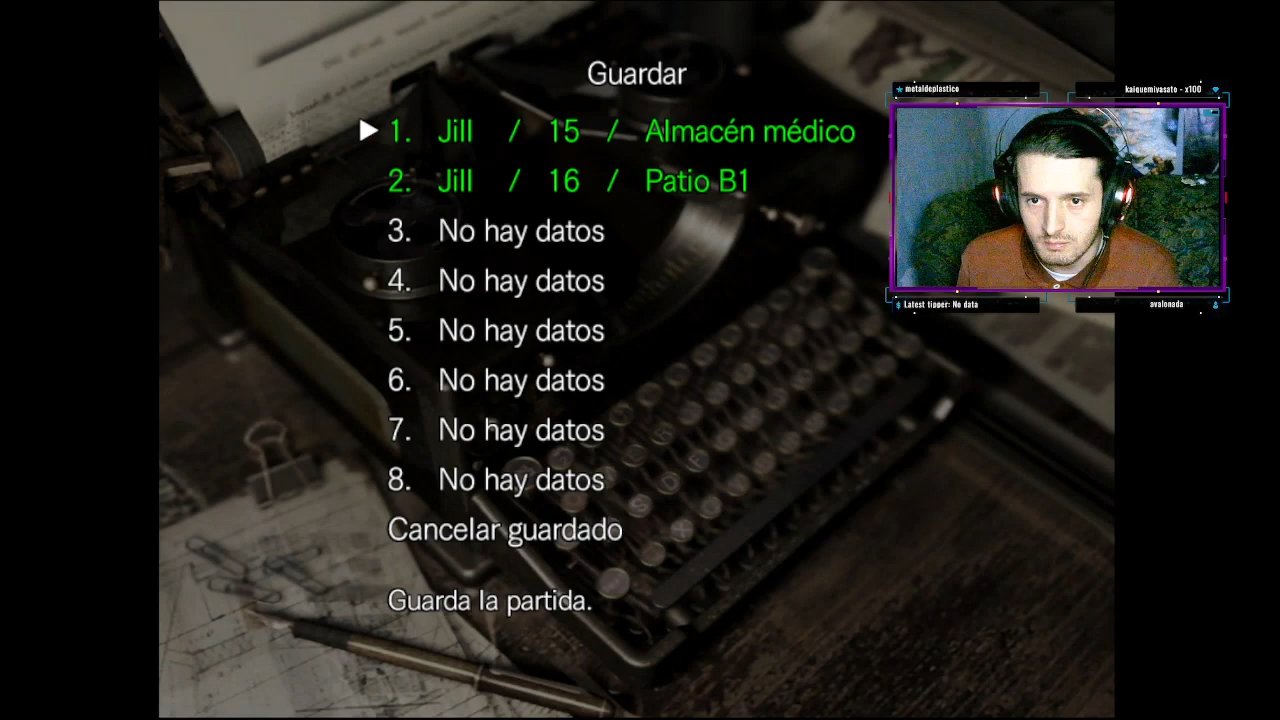 Guardar
1. Jill / 15 / Almacén médico
2. Jill / 16 / Patio B1
3. No hay datos
4. No hay datos
5. No hay datos
6. No hay datos
7. No hay datos
8. No hay datos
Cancelar guardado
Guarda la partida.
metaldeplastico
kaiquemiyasato - x100
Latest tipper: No data
avalonada